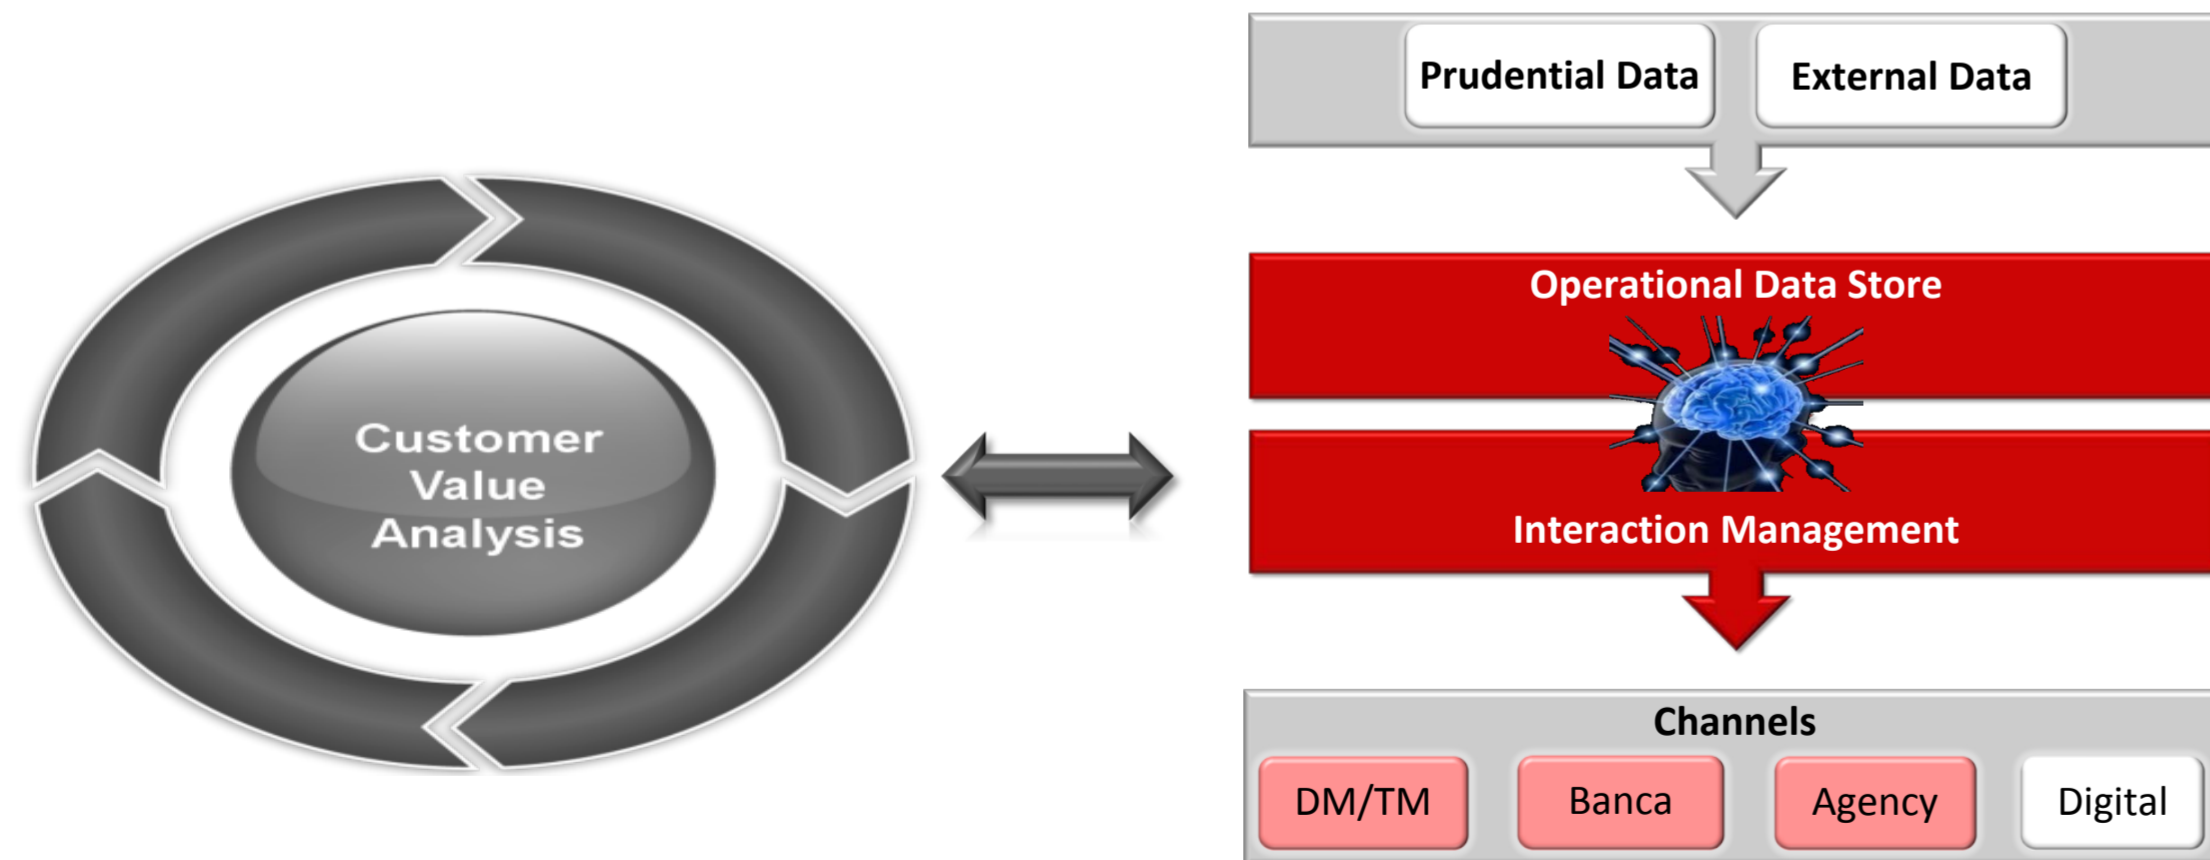 Prudential Data
External Data
Operational Data Store
Customer
Value
Analysis
Interaction Management
Channels
DM/TM
Banca
Agency
Digital